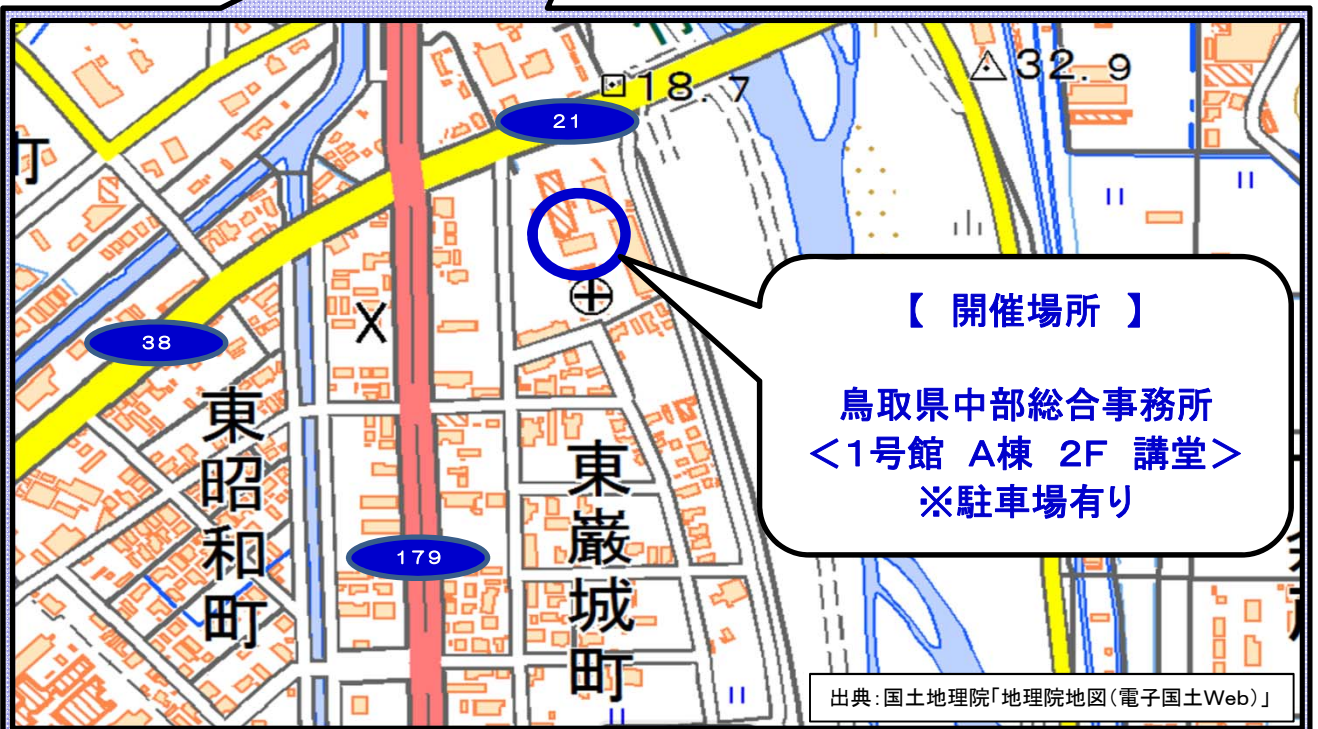 町
18.7
32.9
21
38
【 開催場所 】
鳥取県中部総合事務所
＜1号館 A棟 2F 講堂＞
※駐車場有り
東昭和町
東巌城町
179
出典：国土地理院「地理院地図（電子国土Web）」